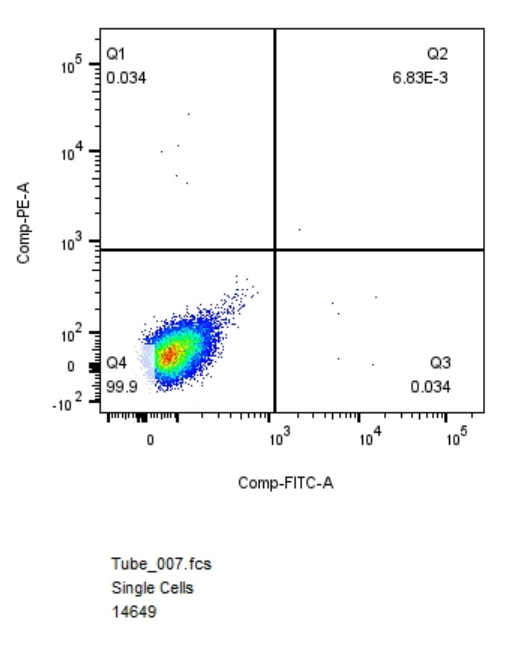 Q1
0.034
Q2
6.83E-3
10^5
10^4
10^3
10^2
0
-10^2
Comp-PE-A
Q4
99.9
Q3
0.034
0
10^3
10^4
10^5
Comp-FITC-A
Tube_007.fcs
Single Cells
14649